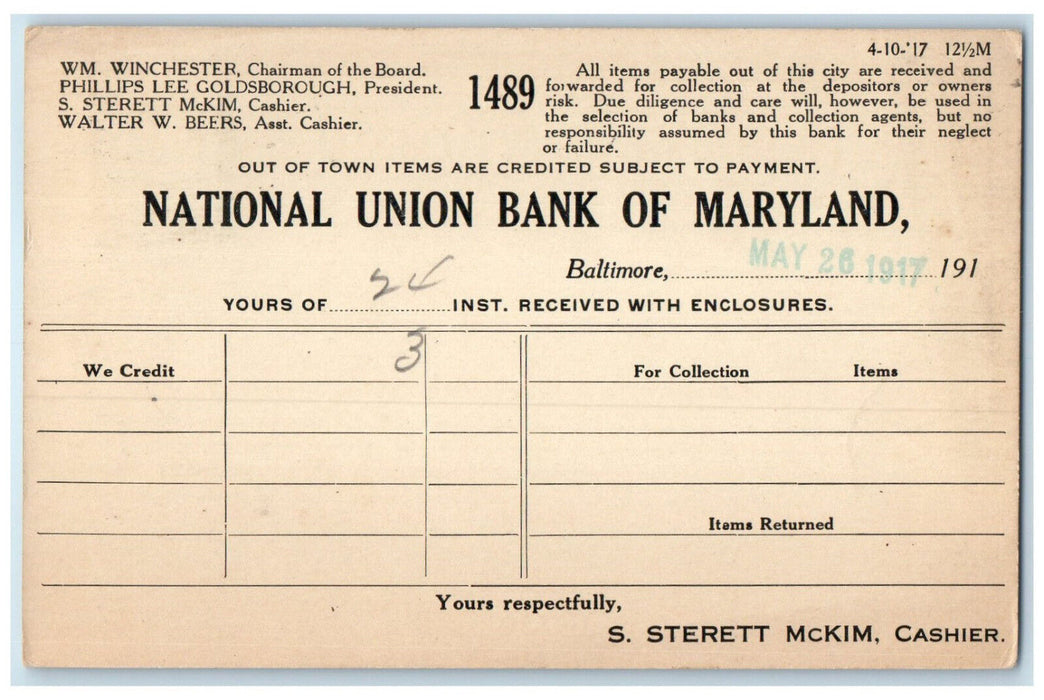 4-10-'17 12½M
WM. WINCHESTER, Chairman of the Board.
PHILLIPS LEE GOLDSBOROUGH, President.
S. STERETT McKIM, Cashier.
WALTER W. BEERS, Asst. Cashier.
1489
All items payable out of this city are received and
forwarded for collection at the depositors or owners
risk. Due diligence and care will, however, be used in
the selection of banks and collection agents, but no
responsibility assumed by this bank for their neglect
or failure.
OUT OF TOWN ITEMS ARE CREDITED SUBJECT TO PAYMENT.
NATIONAL UNION BANK OF MARYLAND,
Baltimore, MAY 26 1917 191
YOURS OF 24 INST. RECEIVED WITH ENCLOSURES.
We Credit 3 For Collection Items
Items Returned
Yours respectfully,
S. STERETT McKIM, CASHIER.